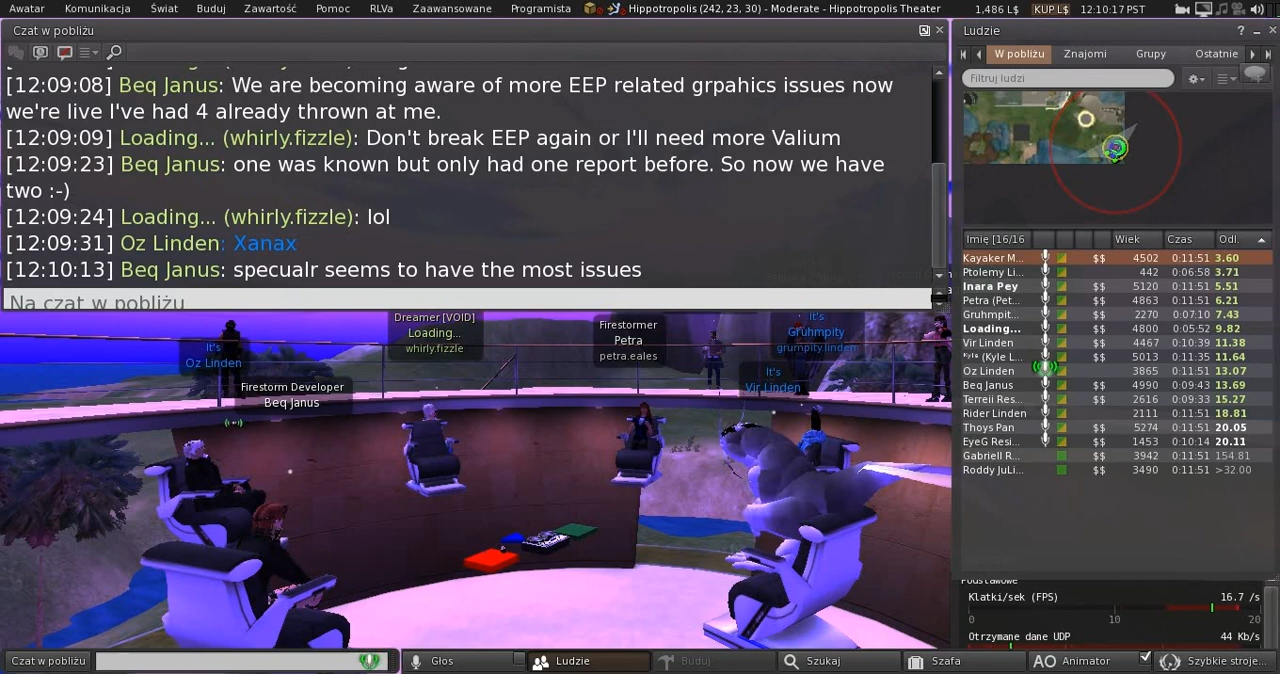 Awatar Komunikacja Świat Buduj Zawartość Pomoc RLVa Zaawansowane Programista Hippotropolis (242, 23, 30) - Moderate - Hippotropolis Theater 1,486 L$ KUP L$ 12:10:17 PST
Czat w pobliżu
[12:09:08] Beq Janus: We are becoming aware of more EEP related grpahics issues now
we're live I've had 4 already thrown at me.
[12:09:09] Loading... (whirly.fizzle): Don't break EEP again or I'll need more Valium
[12:09:23] Beq Janus: one was known but only had one report before. So now we have
two :-)
[12:09:24] Loading... (whirly.fizzle): lol
[12:09:31] Oz Linden: Xanax
[12:10:13] Beq Janus: specualr seems to have the most issues
Na czat w pobliżu
Dreamer [VOID]
Loading...
whirly.fizzle
Firestormer
Petra
petra.eales
It's
Gruhmpity
grumpity.linden
It's
Oz Linden
It's
Vir Linden
Firestorm Developer
Beq Janus
Ludzie
W pobliżu Znajomi Grupy Ostatnie
Filtruj ludzi
Imię [16/16 Wiek Czas Odl.
Kayaker M... $$ 4502 0:11:51 3.60
Ptolemy Li... 442 0:06:58 3.71
Inara Pey $$ 5120 0:11:51 5.51
Petra (Pet... $$ 4863 0:11:51 6.21
Gruhmpit... $$ 2270 0:07:10 7.43
Loading... $$ 4800 0:05:52 9.82
Vir Linden $$ 4467 0:10:39 11.38
ᴷʸˡᵉ (Kyle L... $$ 5013 0:11:35 11.64
Oz Linden 3865 0:11:51 13.07
Beq Janus $$ 4990 0:09:43 13.69
Terreii Res... $$ 2616 0:09:33 15.27
Rider Linden 2111 0:11:51 18.81
Thoys Pan $$ 5274 0:11:51 20.05
EyeG Resi... $$ 1453 0:10:14 20.11
Gabriell R... $$ 3942 0:11:51 154.81
Roddy JuLi... $$ 3490 0:11:51 >32.00
Podstawowe
Klatki/sek (FPS) 16.7 /s
0 10 20
Otrzymane dane UDP 44 Kb/s
Czat w pobliżu Głos Ludzie Buduj Szukaj Szafa AO Animator Szybkie stroje...